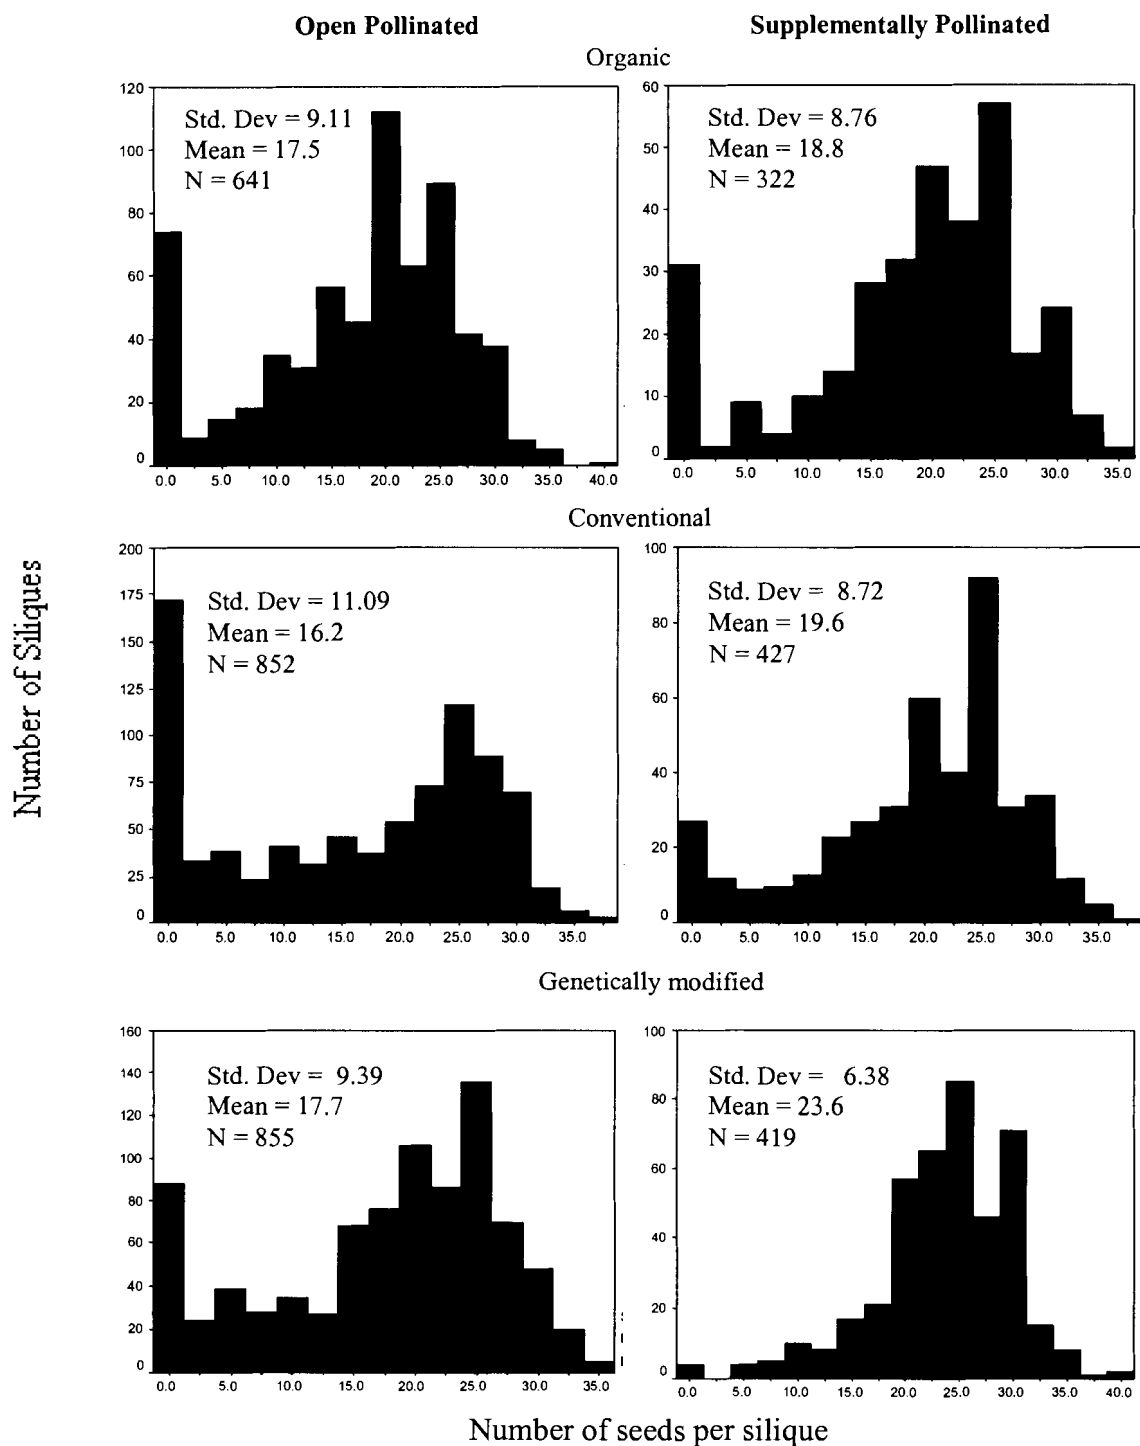 Open Pollinated
Supplementally Pollinated
Organic
120
100
80
60
40
20
0
Std. Dev = 9.11
Mean = 17.5
N = 641
0.0 5.0 10.0 15.0 20.0 25.0 30.0 35.0 40.0
60
50
40
30
20
10
0
Std. Dev = 8.76
Mean = 18.8
N = 322
0.0 5.0 10.0 15.0 20.0 25.0 30.0 35.0
Conventional
Number of Siliques
200
175
150
125
100
75
50
25
0
Std. Dev = 11.09
Mean = 16.2
N = 852
0.0 5.0 10.0 15.0 20.0 25.0 30.0 35.0
100
80
60
40
20
0
Std. Dev = 8.72
Mean = 19.6
N = 427
0.0 5.0 10.0 15.0 20.0 25.0 30.0 35.0
Genetically modified
160
140
120
100
80
60
40
20
0
Std. Dev = 9.39
Mean = 17.7
N = 855
0.0 5.0 10.0 15.0 20.0 25.0 30.0 35.0
100
80
60
40
20
0
Std. Dev = 6.38
Mean = 23.6
N = 419
0.0 5.0 10.0 15.0 20.0 25.0 30.0 35.0 40.0
Number of seeds per silique